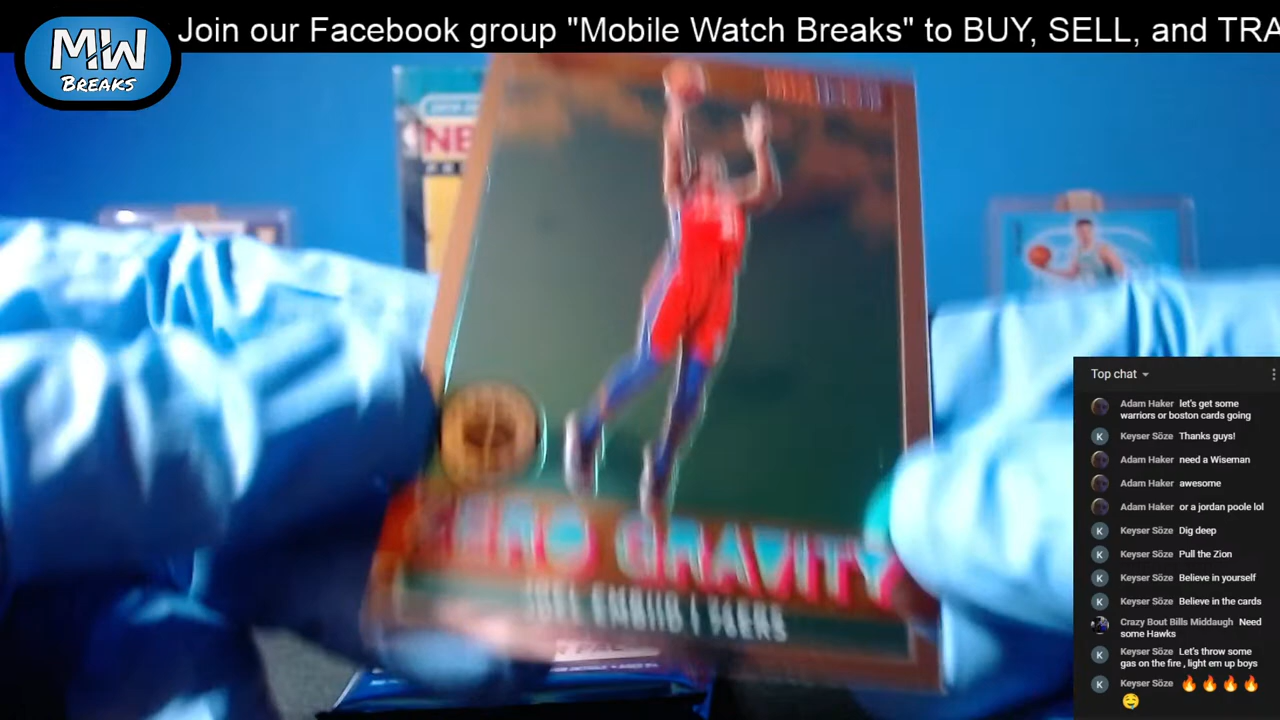 Join our Facebook group "Mobile Watch Breaks" to BUY, SELL, and TRA
MW
BREAKS
NB
ZERO GRAVITY
JOEL EMBIID | 76ERS
Top chat
Adam Haker let's get some
warriors or boston cards going
K Keyser Söze Thanks guys!
Adam Haker need a Wiseman
Adam Haker awesome
Adam Haker or a jordan poole lol
K Keyser Söze Dig deep
K Keyser Söze Pull the Zion
K Keyser Söze Believe in yourself
K Keyser Söze Believe in the cards
Crazy Bout Bills Middaugh Need
some Hawks
K Keyser Söze Let's throw some
gas on the fire , light em up boys
K Keyser Söze 🔥 🔥 🔥 🔥
🤤